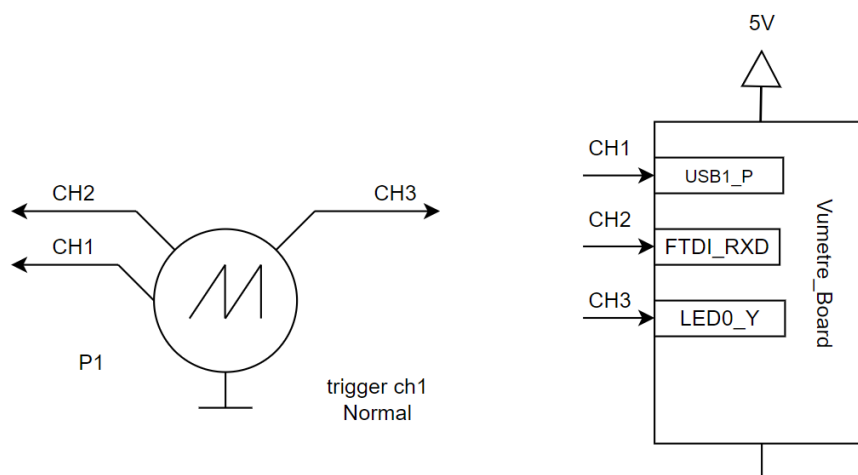 5V
CH1
USB1_P
CH2
CH3
CH2
FTDI_RXD
CH1
CH3
LED0_Y
Vumetre_Board
P1
trigger ch1
Normal